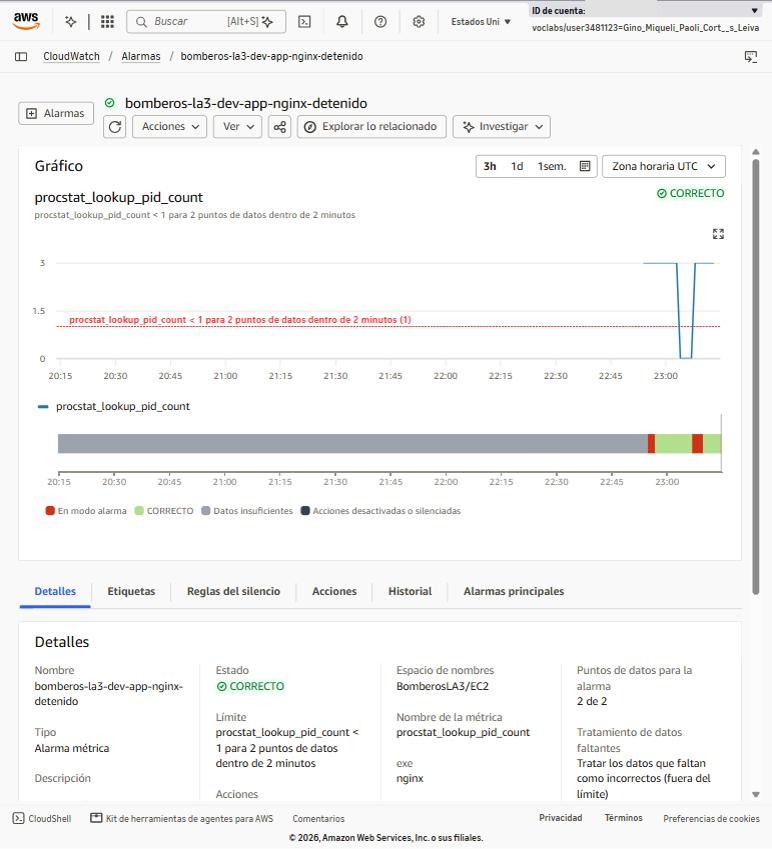 aws
Buscar
[Alt+S]
Estados Uni
ID de cuenta:
voclabs/user3481123=Gino_Miqueli_Paoli_Cort__s_Leiva
CloudWatch / Alarmas / bomberos-la3-dev-app-nginx-detenido
Alarmas
bomberos-la3-dev-app-nginx-detenido
Acciones
Ver
Explorar lo relacionado
Investigar
Gráfico
3h 1d 1sem.
Zona horaria UTC
procstat_lookup_pid_count
CORRECTO
procstat_lookup_pid_count < 1 para 2 puntos de datos dentro de 2 minutos
3
1.5
procstat_lookup_pid_count < 1 para 2 puntos de datos dentro de 2 minutos (1)
0
20:15 20:30 20:45 21:00 21:15 21:30 21:45 22:00 22:15 22:30 22:45 23:00
procstat_lookup_pid_count
20:15 20:30 20:45 21:00 21:15 21:30 21:45 22:00 22:15 22:30 22:45 23:00
En modo alarma CORRECTO Datos insuficientes Acciones desactivadas o silenciadas
Detalles Etiquetas Reglas del silencio Acciones Historial Alarmas principales
Detalles
Nombre
bomberos-la3-dev-app-nginx-
detenido
Tipo
Alarma métrica
Descripción
Estado
CORRECTO
Límite
procstat_lookup_pid_count <
1 para 2 puntos de datos
dentro de 2 minutos
Acciones
Espacio de nombres
BomberosLA3/EC2
Nombre de la métrica
procstat_lookup_pid_count
exe
nginx
Puntos de datos para la
alarma
2 de 2
Tratamiento de datos
faltantes
Tratar los datos que faltan
como incorrectos (fuera del
límite)
CloudShell
Kit de herramientas de agentes para AWS
Comentarios
Privacidad
Términos
Preferencias de cookies
© 2026, Amazon Web Services, Inc. o sus filiales.